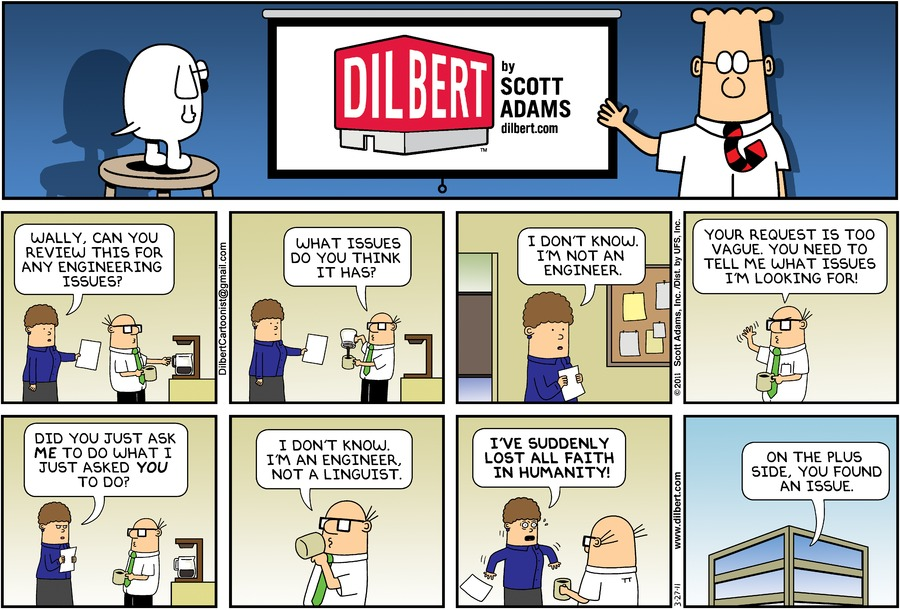 DILBERT
by
SCOTT
ADAMS
dilbert.com
TM
WALLY, CAN YOU
REVIEW THIS FOR
ANY ENGINEERING
ISSUES?
DilbertCartoonist@gmail.com
WHAT ISSUES
DO YOU THINK
IT HAS?
I DON'T KNOW.
I'M NOT AN
ENGINEER.
©2011 Scott Adams, Inc. /Dist. by UFS, Inc.
YOUR REQUEST IS TOO
VAGUE. YOU NEED TO
TELL ME WHAT ISSUES
I'M LOOKING FOR!
DID YOU JUST ASK
ME TO DO WHAT I
JUST ASKED YOU
TO DO?
I DON'T KNOW.
I'M AN ENGINEER,
NOT A LINGUIST.
I'VE SUDDENLY
LOST ALL FAITH
IN HUMANITY!
3-27-11 www.dilbert.com
ON THE PLUS
SIDE, YOU FOUND
AN ISSUE.